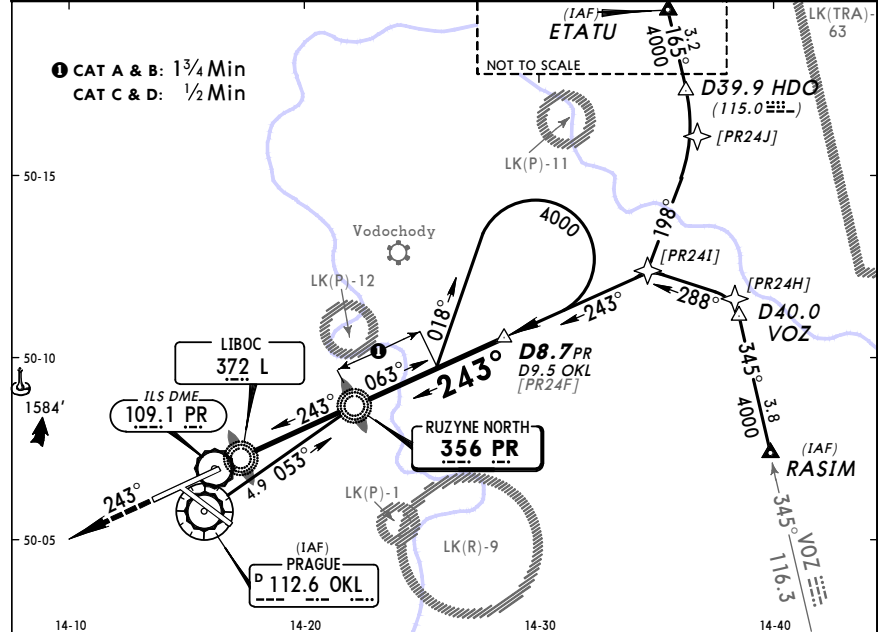 (IAF)
ETATU
3.2
165°
4000
LK(TRA)-
63
❶ CAT A & B: 1¾ Min
CAT C & D: ½ Min
NOT TO SCALE
D39.9 HDO
(115.0)
[PR24J]
LK(P)-11
50-15
198°
4000
Vodochody
[PR24I]
[PR24H]
LK(P)-12
288°
D40.0
VOZ
018°
243°
LIBOC
372 L
❶
D8.7PR
D9.5 OKL
[PR24F]
50-10
063°
243°
345°
3.8
4000
ILS DME
109.1 PR
243°
1584'
RUZYNE NORTH
356 PR
(IAF)
RASIM
4.9 053°
243°
LK(P)-1
50-05
LK(R)-9
345° VOZ
116.3
(IAF)
PRAGUE
D 112.6 OKL
14-10
14-20
14-30
14-40